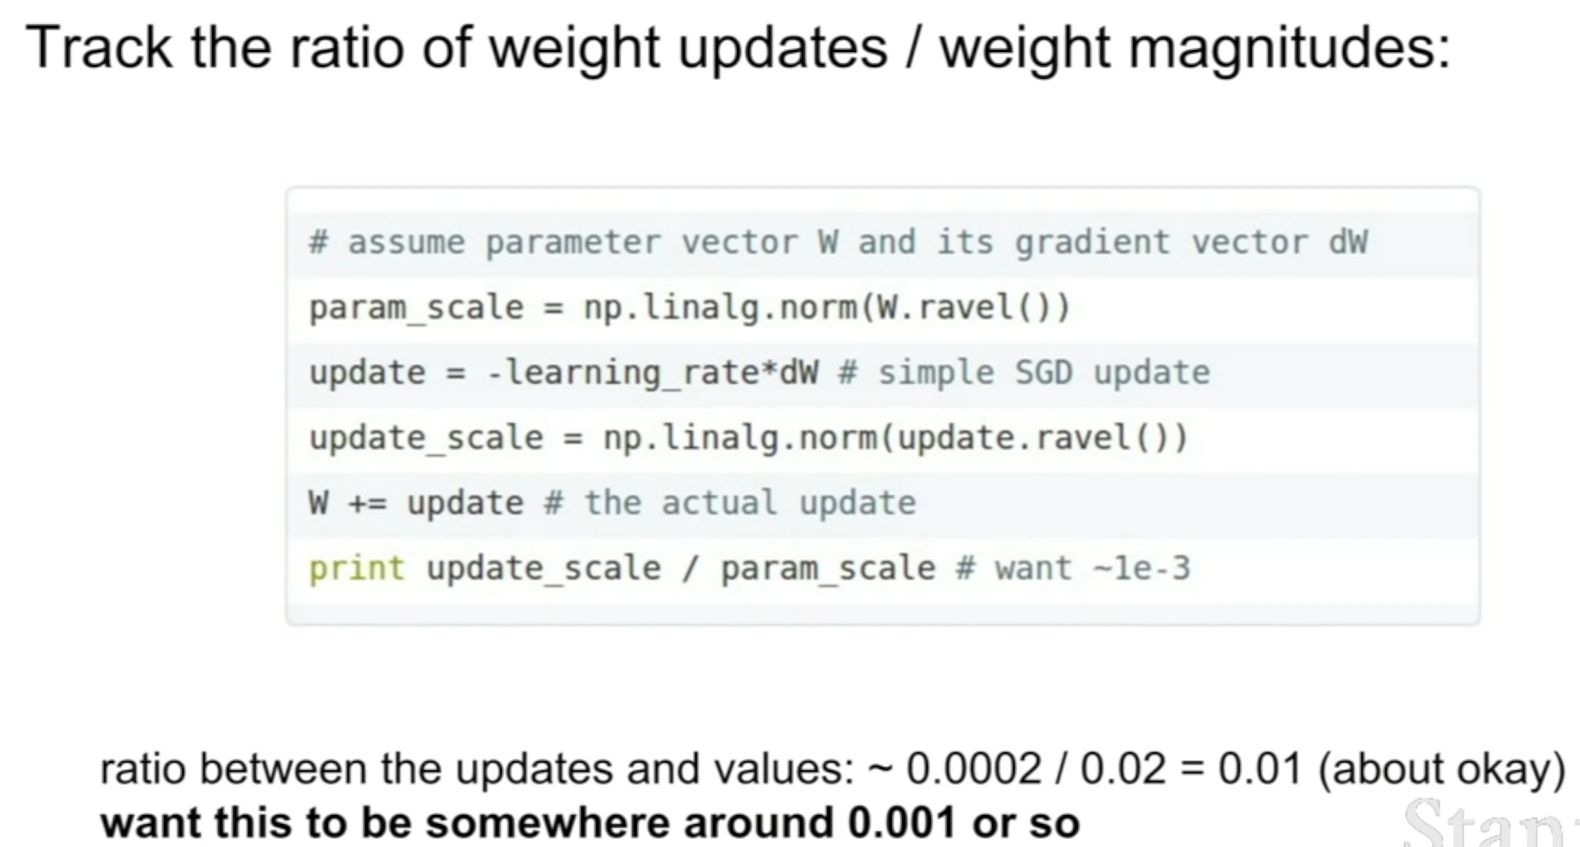 Track the ratio of weight updates / weight magnitudes:
# assume parameter vector W and its gradient vector dW
param_scale = np.linalg.norm(W.ravel())
update = -learning_rate*dW # simple SGD update
update_scale = np.linalg.norm(update.ravel())
W += update # the actual update
print update_scale / param_scale # want ~1e-3
ratio between the updates and values: ~ 0.0002 / 0.02 = 0.01 (about okay)
want this to be somewhere around 0.001 or so